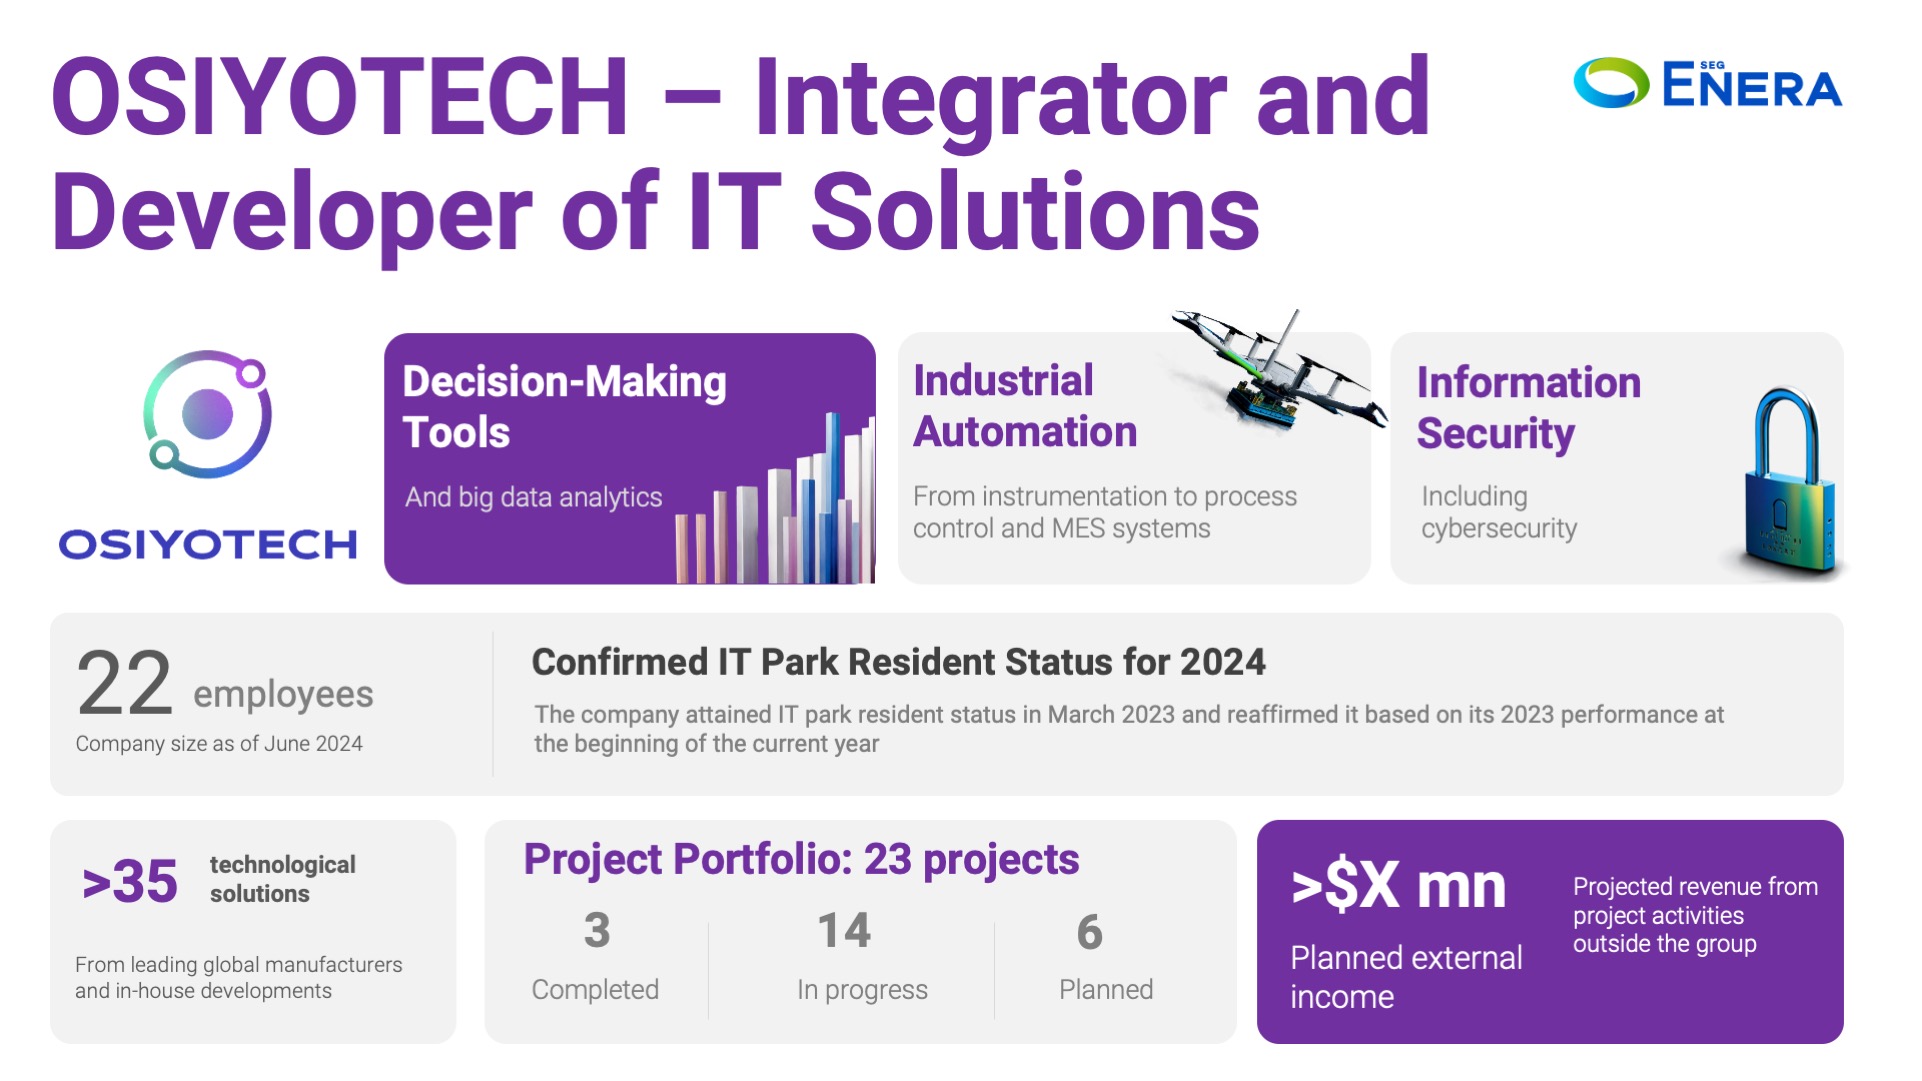 OSIYOTECH – Integrator and
Developer of IT Solutions
SEG
ENERA
OSIYOTECH
Decision-Making
Tools
And big data analytics
Industrial
Automation
From instrumentation to process
control and MES systems
Information
Security
Including
cybersecurity
22 employees
Company size as of June 2024
Confirmed IT Park Resident Status for 2024
The company attained IT park resident status in March 2023 and reaffirmed it based on its 2023 performance at
the beginning of the current year
>35
technological
solutions
From leading global manufacturers
and in-house developments
Project Portfolio: 23 projects
3
Completed
14
In progress
6
Planned
>$X mn
Planned external
income
Projected revenue from
project activities
outside the group